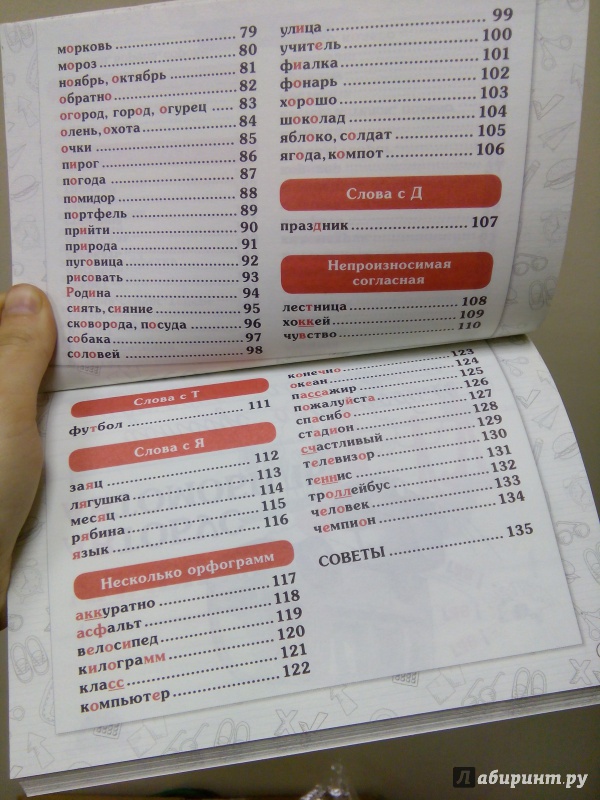 морковь 79
мороз 80
ноябрь, октябрь 81
обратно 82
огород, город, огурец 83
олень, охота 84
очки 85
пирог 86
погода 87
помидор 88
портфель 89
прийти 90
природа 91
пуговица 92
рисовать 93
Родина 94
сиять, сияние 95
сковорода, посуда 96
собака 97
соловей 98
улица 99
учитель 100
фиалка 101
фонарь 102
хорошо 103
шоколад 104
яблоко, солдат 105
ягода, компот 106
Слова с Д
праздник 107
Непроизносимая
согласная
лестница 108
хоккей 109
чувство 110
Слова с Т
футбол 111
Слова с Я
заяц 112
лягушка 113
месяц 114
рябина 115
язык 116
Несколько орфограмм
аккуратно 117
асфальт 118
велосипед 119
килограмм 120
класс 121
компьютер 122
конечно 123
океан 124
пассажир 125
пожалуйста 126
спасибо 127
стадион 128
счастливый 129
телевизор 130
теннис 131
троллейбус 132
человек 133
чемпион 134
СОВЕТЫ 135
Лабиринт.ру